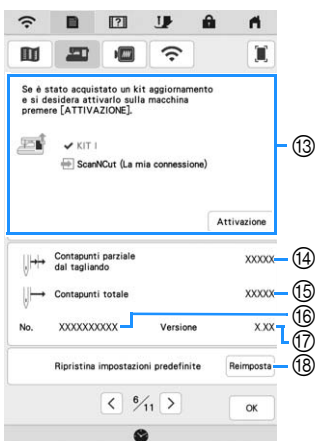 Se è stato acquistato un kit aggiornamento
e si desidera attivarlo sulla macchina
premere [ATTIVAZIONE].
KIT I
ScanNCut (La mia connessione)
⑬
Attivazione
Contapunti parziale
dal tagliando
XXXXX
⑭
Contapunti totale
XXXXX
⑮
⑯
No. XXXXXXXXXX Versione X.XX
⑰
Ripristina impostazioni predefinite Reimposta ⑱
< 6/11 > OK